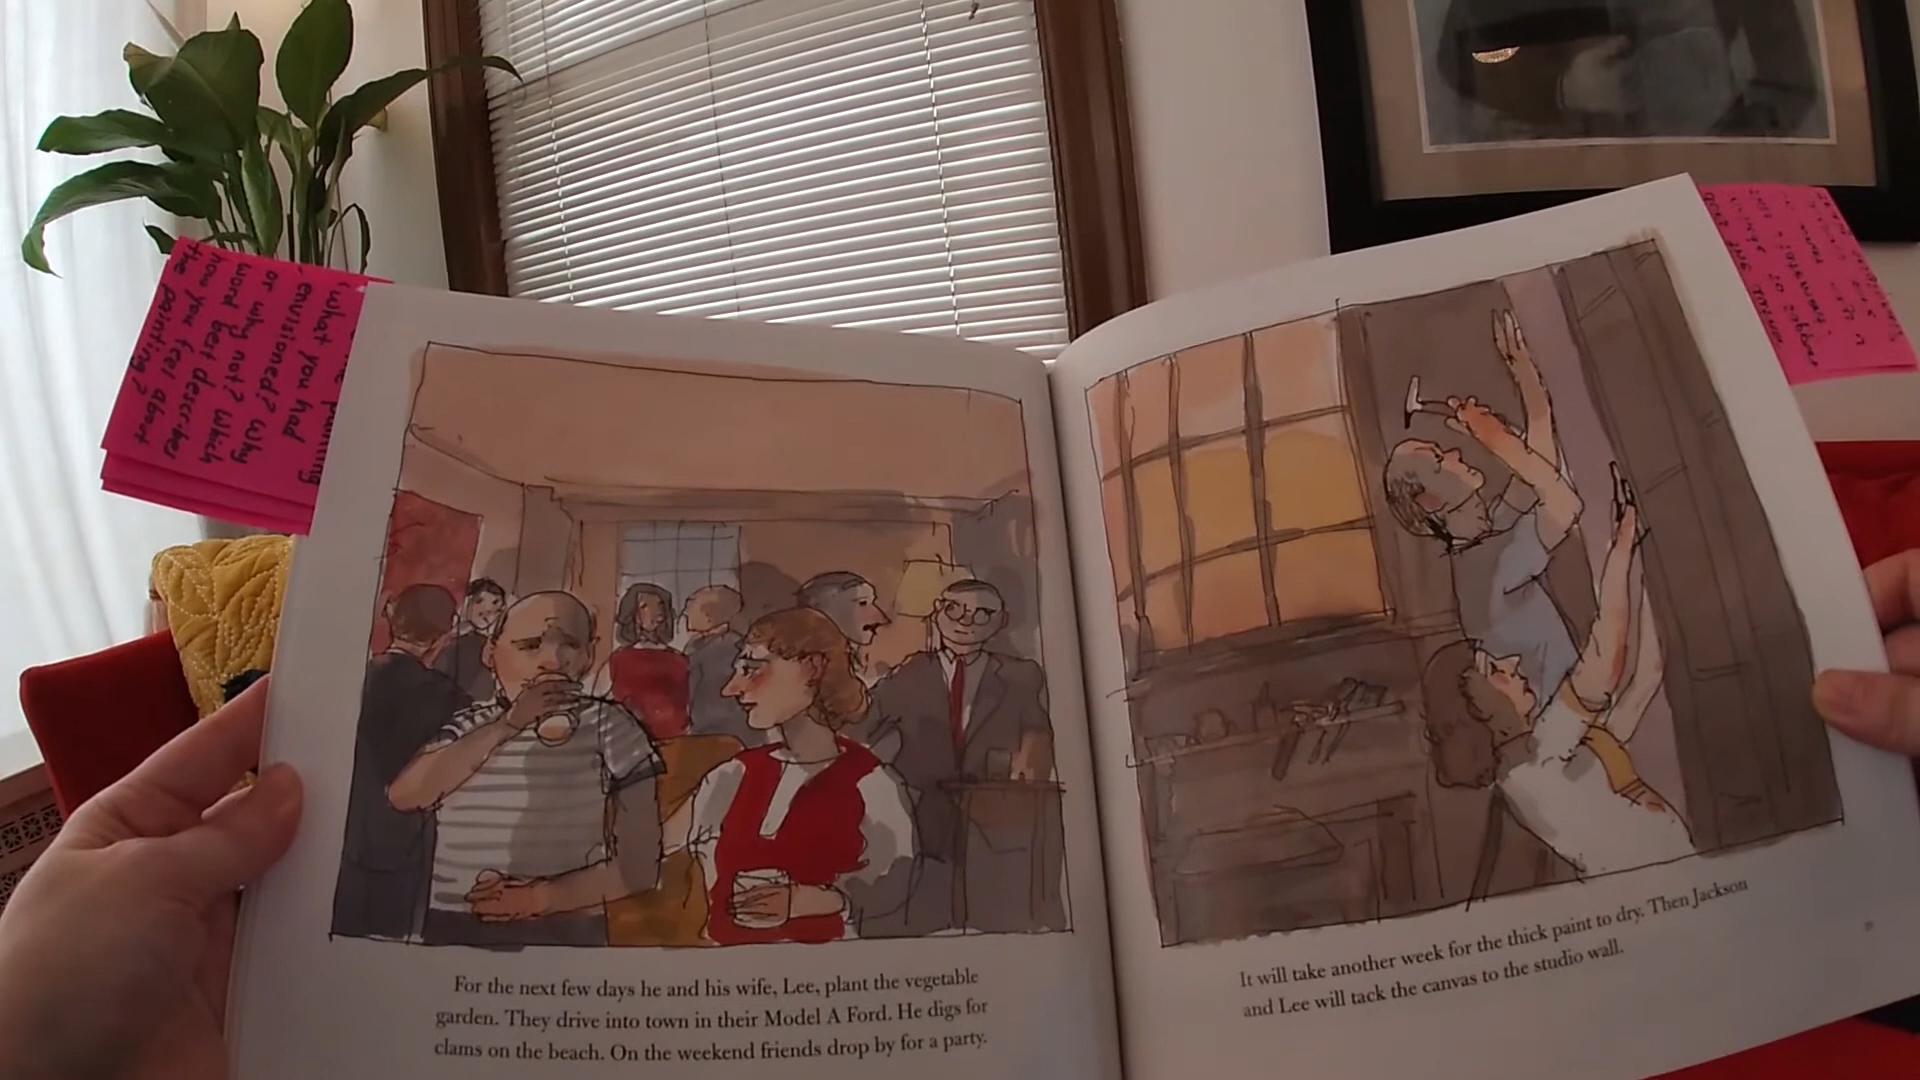 the painting
what you had
envisioned? Why
or why not? Which
word best describes
how you feel about
the painting?
For the next few days he and his wife, Lee, plant the vegetable
garden. They drive into town in their Model A Ford. He digs for
clams on the beach. On the weekend friends drop by for a party.
It will take another week for the thick paint to dry. Then Jackson
and Lee will tack the canvas to the studio wall.